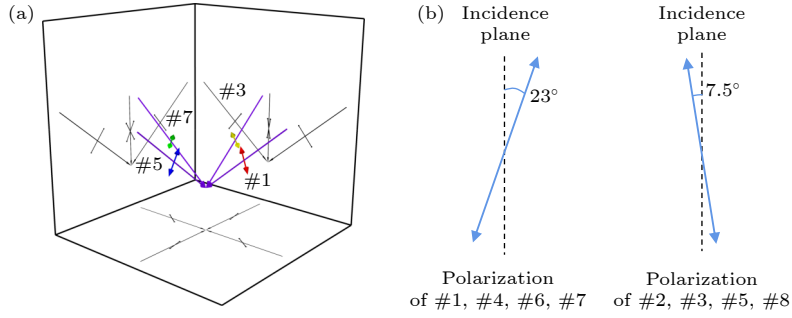 (a)
#3
#7
#5
#1
(b)
Incidence
plane
23°
Polarization
of #1, #4, #6, #7
Incidence
plane
7.5°
Polarization
of #2, #3, #5, #8